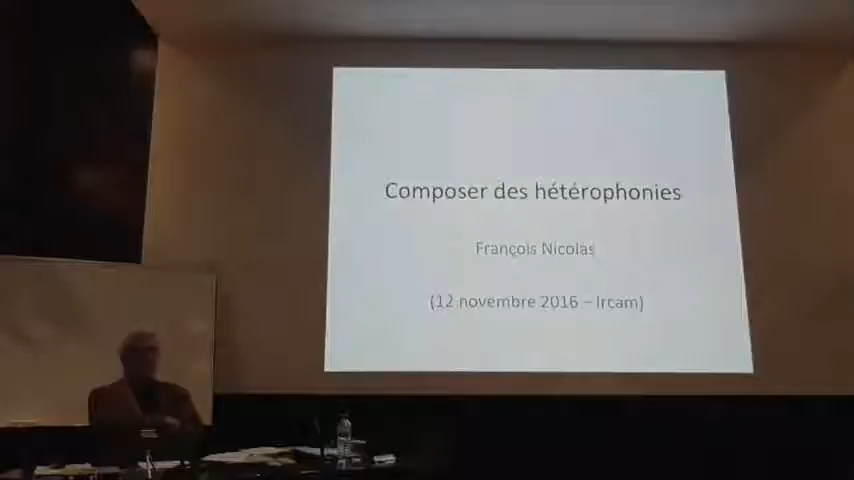 Composer des hétérophonies
François Nicolas
(12 novembre 2016 – Ircam)